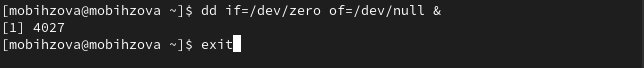 [mobihzova@mobihzova ~]$ dd if=/dev/zero of=/dev/null &
[1] 4027
[mobihzova@mobihzova ~]$ exit